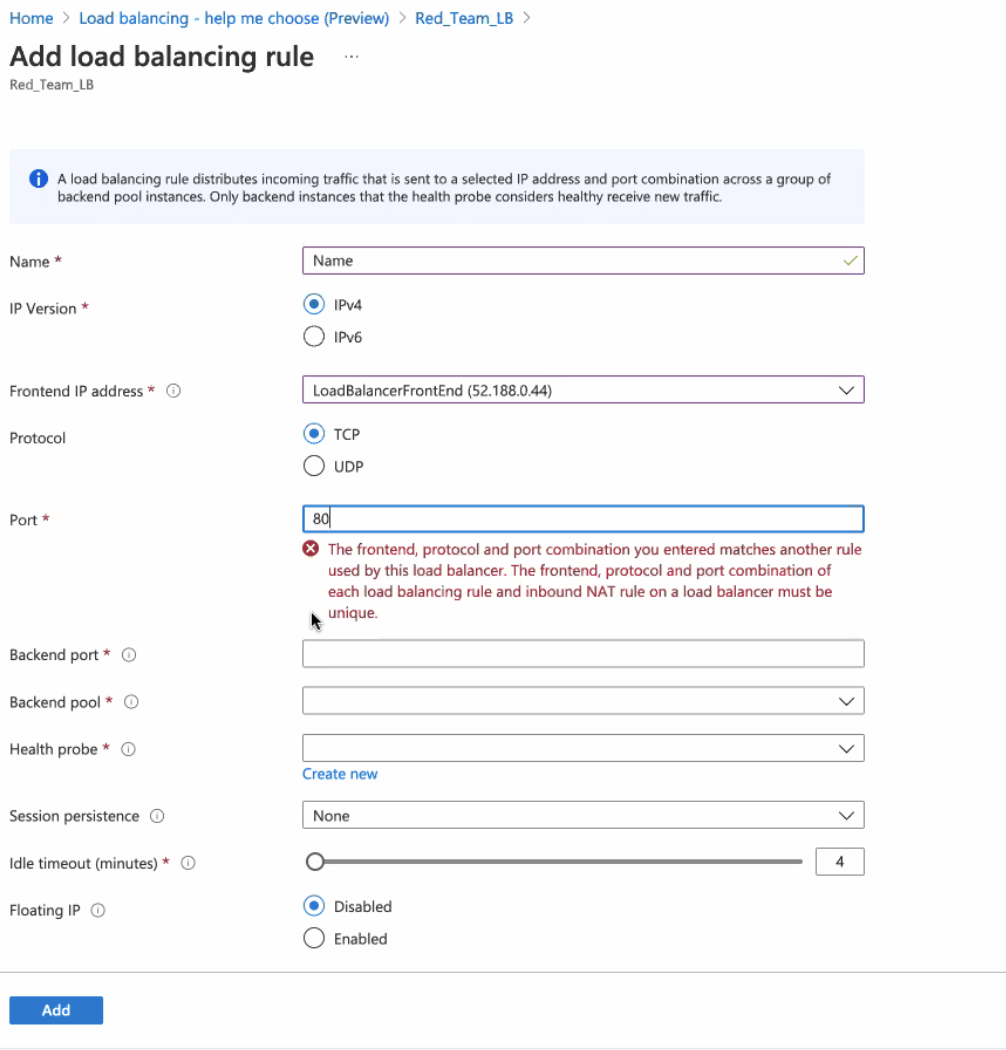 Home > Load balancing - help me choose (Preview) > Red_Team_LB >
Add load balancing rule ...
Red_Team_LB
A load balancing rule distributes incoming traffic that is sent to a selected IP address and port combination across a group of
backend pool instances. Only backend instances that the health probe considers healthy receive new traffic.
Name * Name
IP Version * IPv4
IPv6
Frontend IP address * LoadBalancerFrontEnd (52.188.0.44)
Protocol TCP
UDP
Port * 80
The frontend, protocol and port combination you entered matches another rule
used by this load balancer. The frontend, protocol and port combination of
each load balancing rule and inbound NAT rule on a load balancer must be
unique.
Backend port *
Backend pool *
Health probe *
Create new
Session persistence None
Idle timeout (minutes) * 4
Floating IP Disabled
Enabled
Add